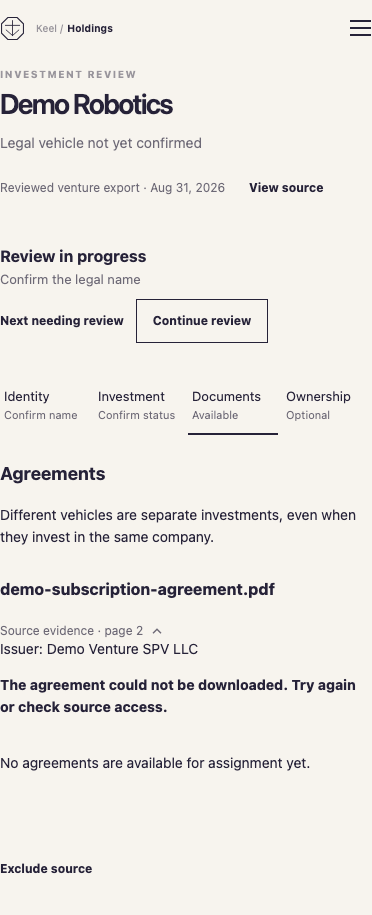 Keel / Holdings
INVESTMENT REVIEW
Demo Robotics
Legal vehicle not yet confirmed
Reviewed venture export · Aug 31, 2026 View source
Review in progress
Confirm the legal name
Next needing review Continue review
Identity Investment Documents Ownership
Confirm name Confirm status Available Optional
Agreements
Different vehicles are separate investments, even when
they invest in the same company.
demo-subscription-agreement.pdf
Source evidence · page 2
Issuer: Demo Venture SPV LLC
The agreement could not be downloaded. Try again
or check source access.
No agreements are available for assignment yet.
Exclude source